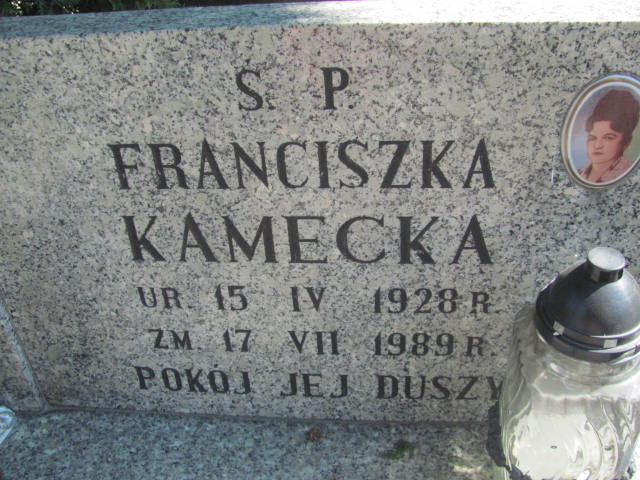 Ś. P.
FRANCISZKA
KAMECKA
UR. 15 IV 1928 R.
ZM. 17 VII 1989 R.
POKÓJ JEJ DUSZY